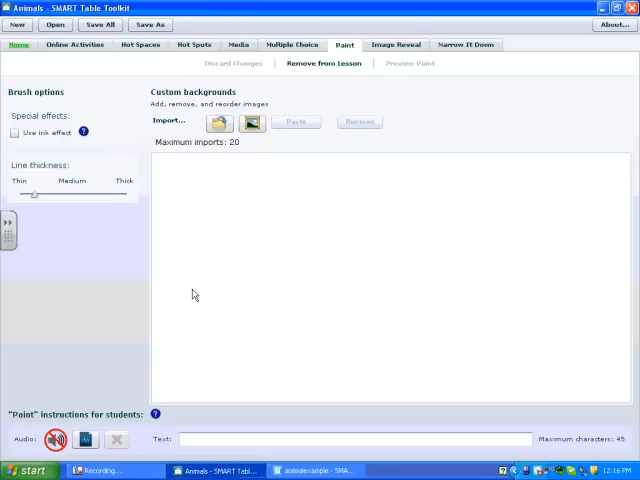 Animals - SMART Table Toolkit
New Open Save All Save As About...
Home Online Activities Hot Spaces Hot Spots Media Multiple Choice Paint Image Reveal Narrow It Down
Discard Changes Remove from Lesson Preview Paint
Brush options
Special effects:
Use ink effect ?
Line thickness:
Thin Medium Thick
Custom backgrounds
Add, remove, and reorder images
Import... Paste Remove
Maximum imports: 20
"Paint" instructions for students: ?
Audio: Text: Maximum characters: 45
start Recording... Animals - SMART Tabl... animalexample - SMA... 12:16 PM